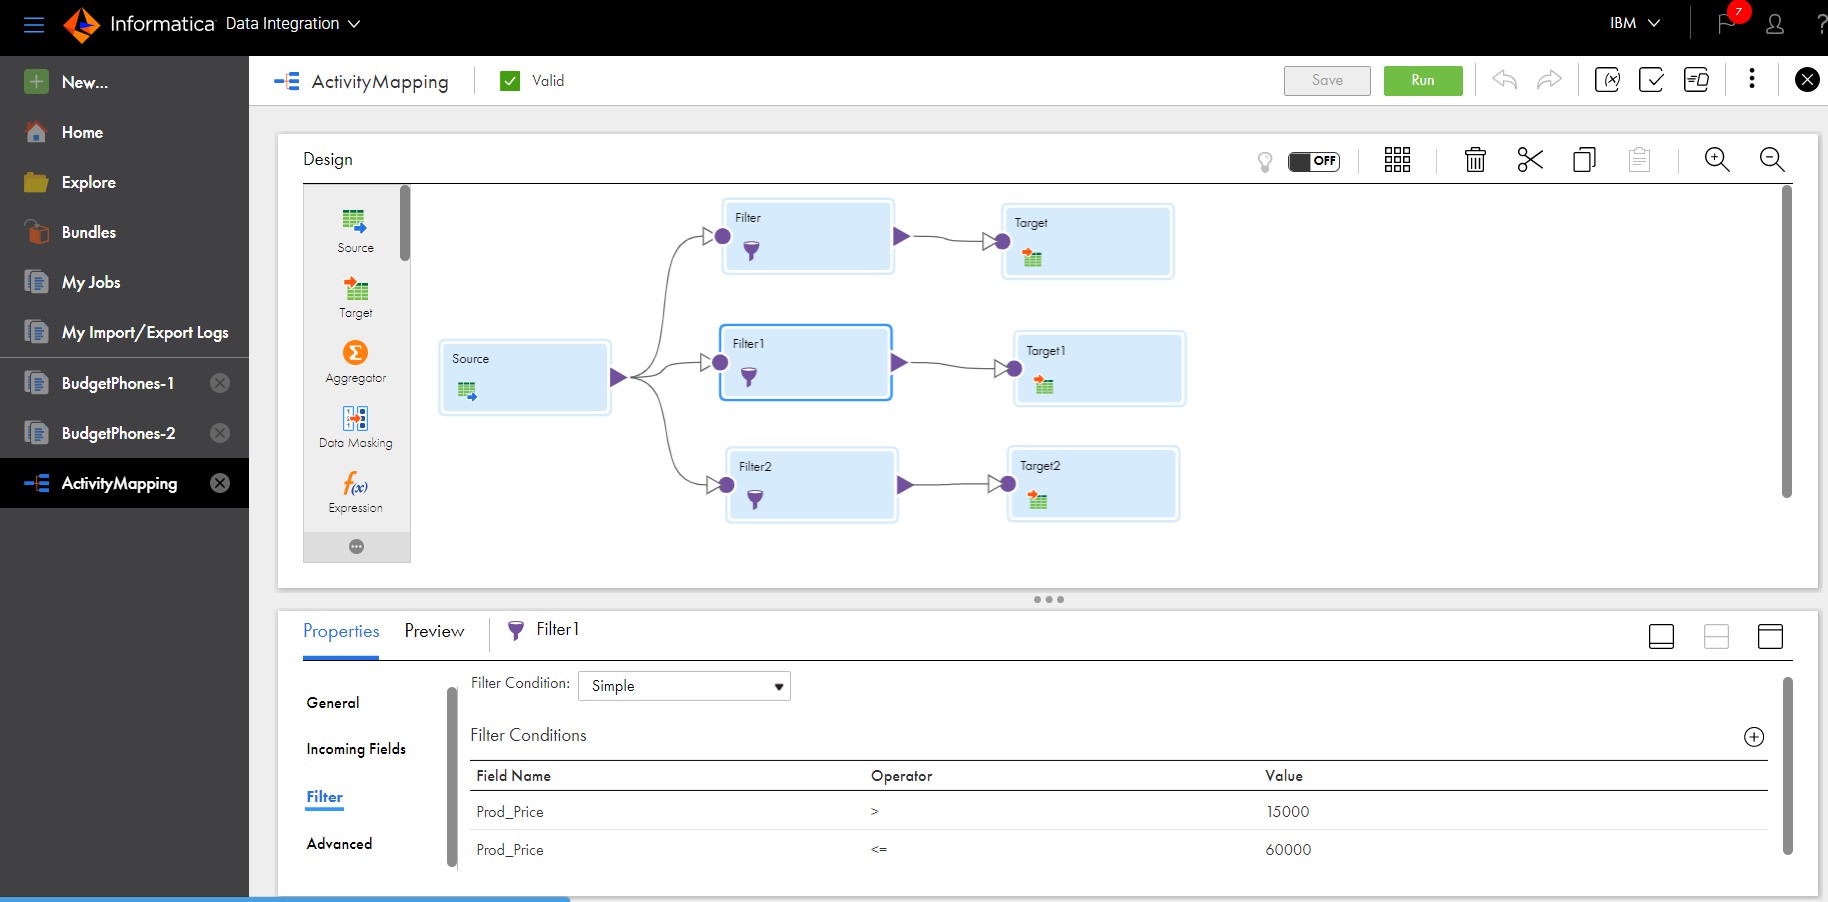 Informatica Data Integration
IBM
7
?
New...
Home
Explore
Bundles
My Jobs
My Import/Export Logs
BudgetPhones-1
BudgetPhones-2
ActivityMapping
ActivityMapping
Valid
Save
Run
(x)
Design
OFF
Source
Target
Σ
Aggregator
Data Masking
f(x)
Expression
Source
Filter
Target
Filter1
Target1
Filter2
Target2
Properties
Preview
Filter1
General
Incoming Fields
Filter
Advanced
Filter Condition: Simple
Filter Conditions
Field Name Operator Value
Prod_Price > 15000
Prod_Price <= 60000